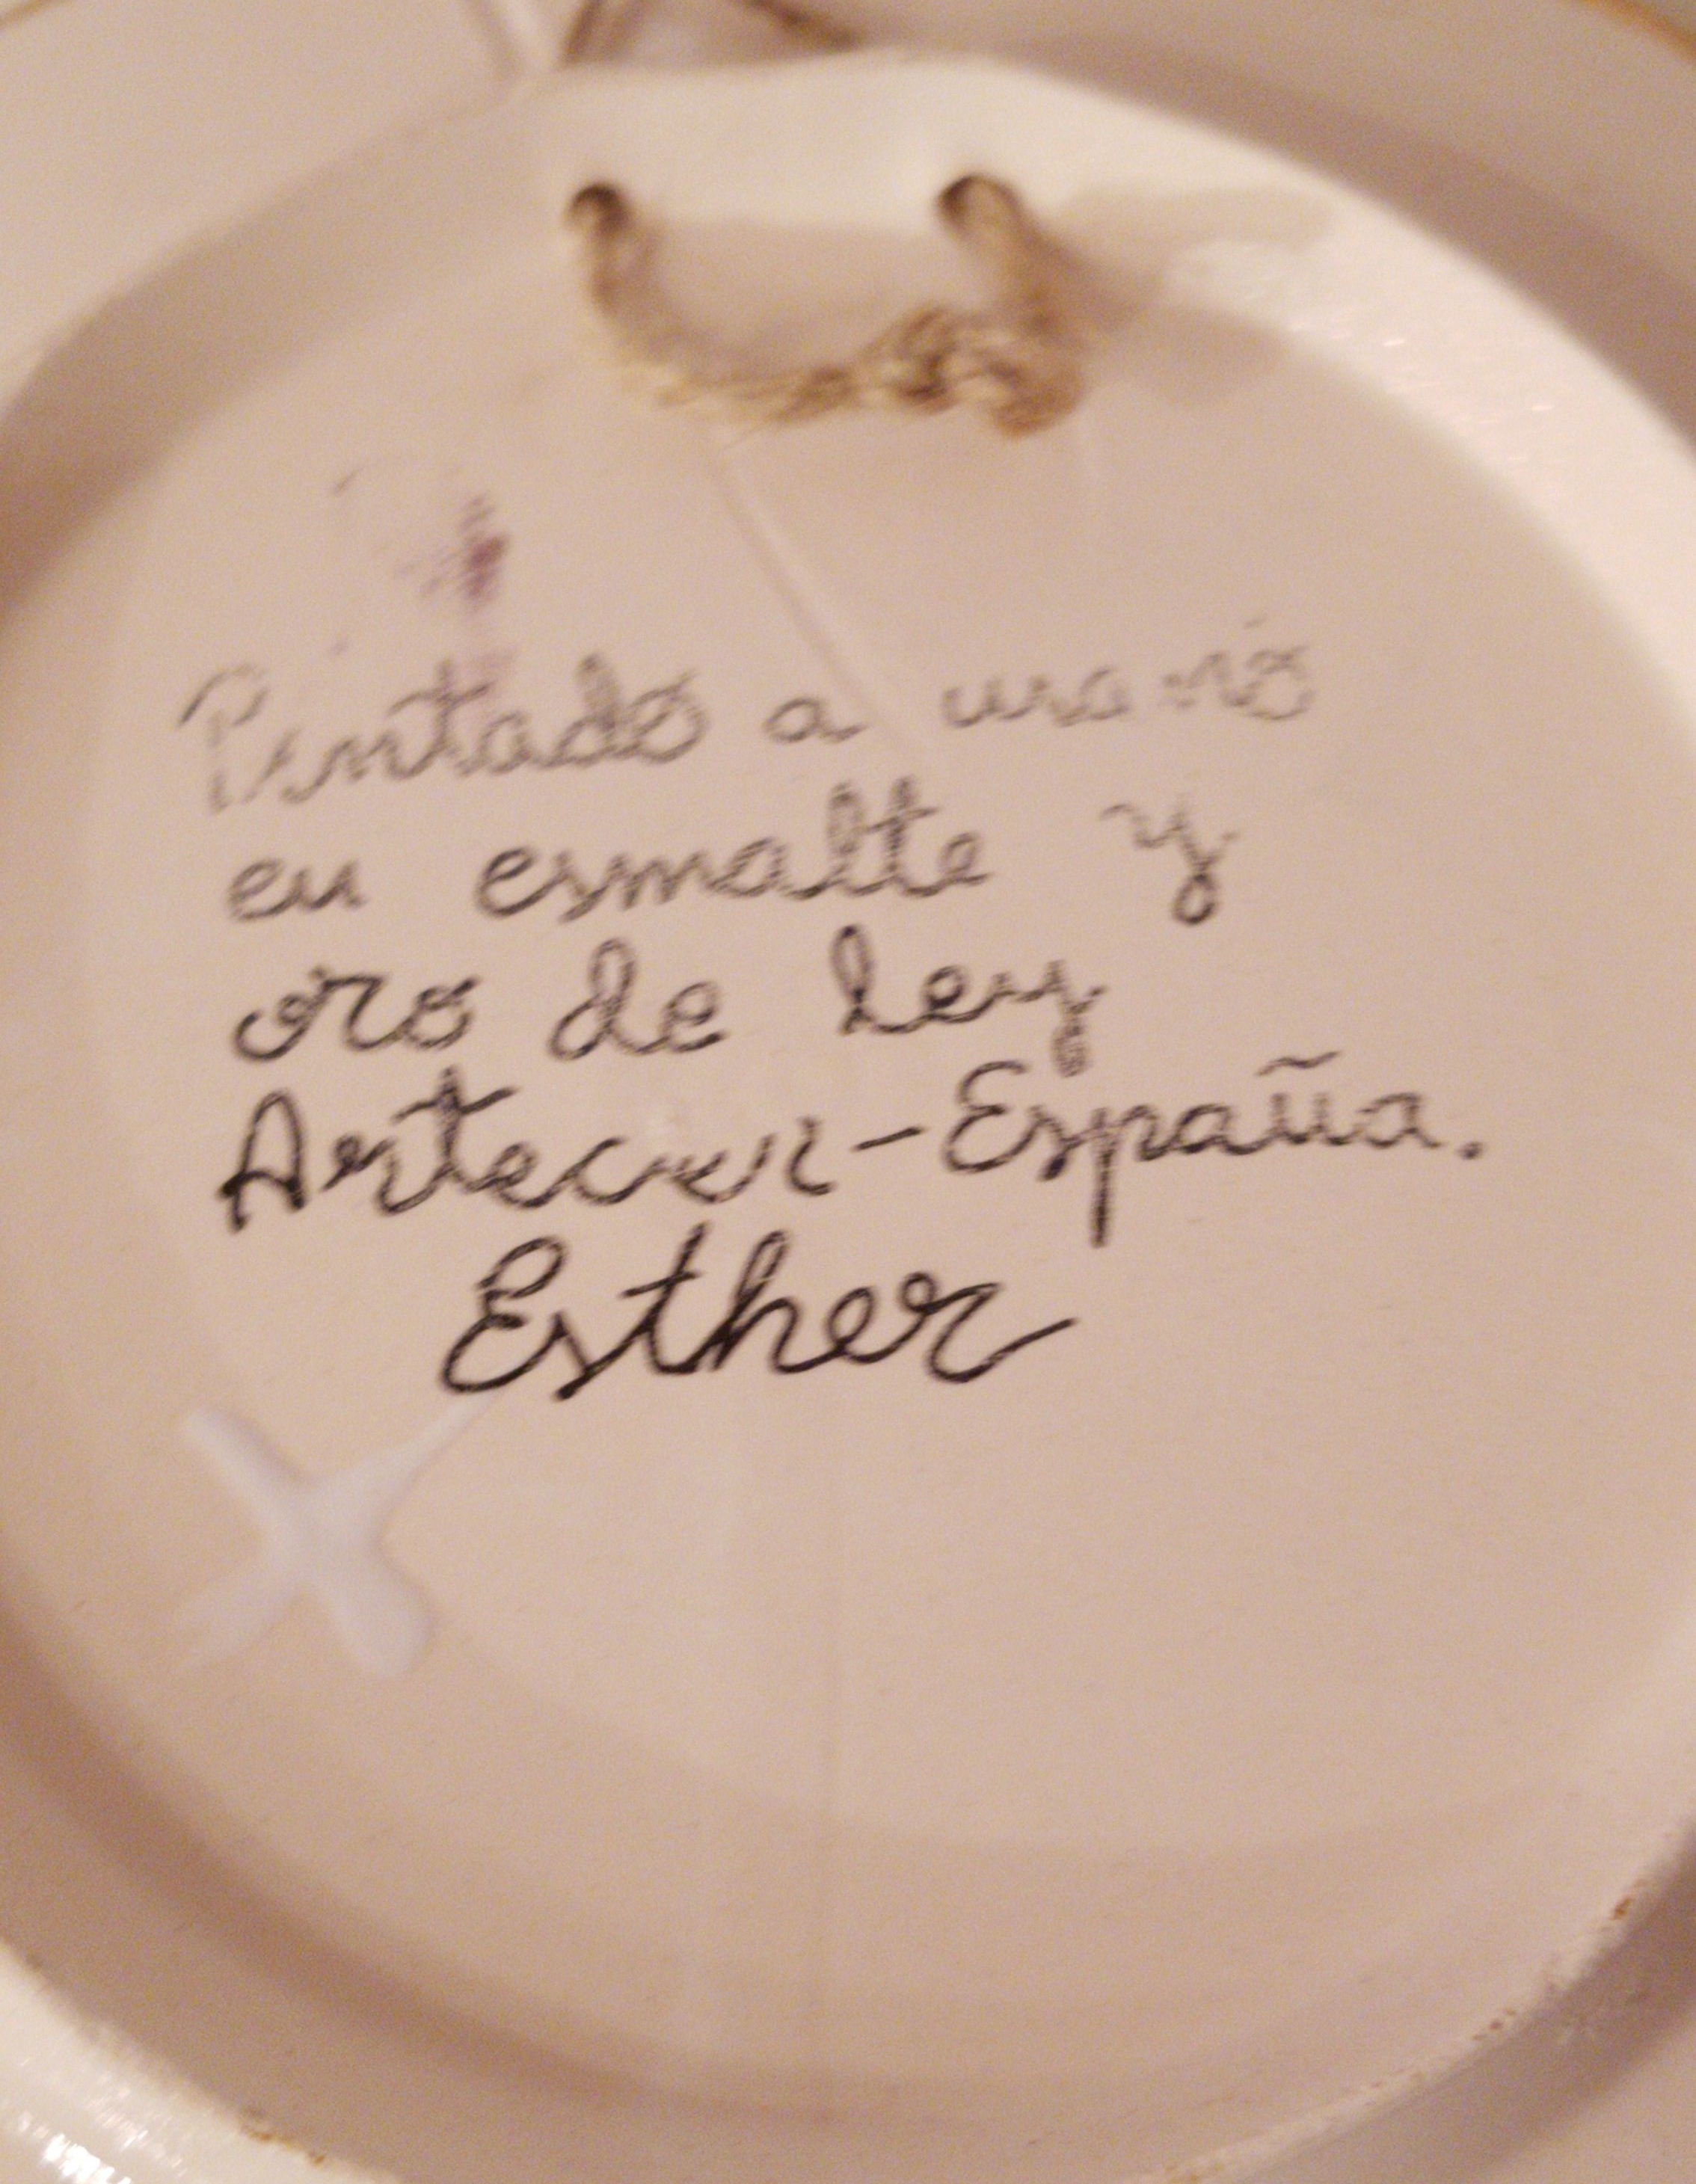 Pintado a mano
en esmalte y
oro de ley
Artecer-España.
Esther